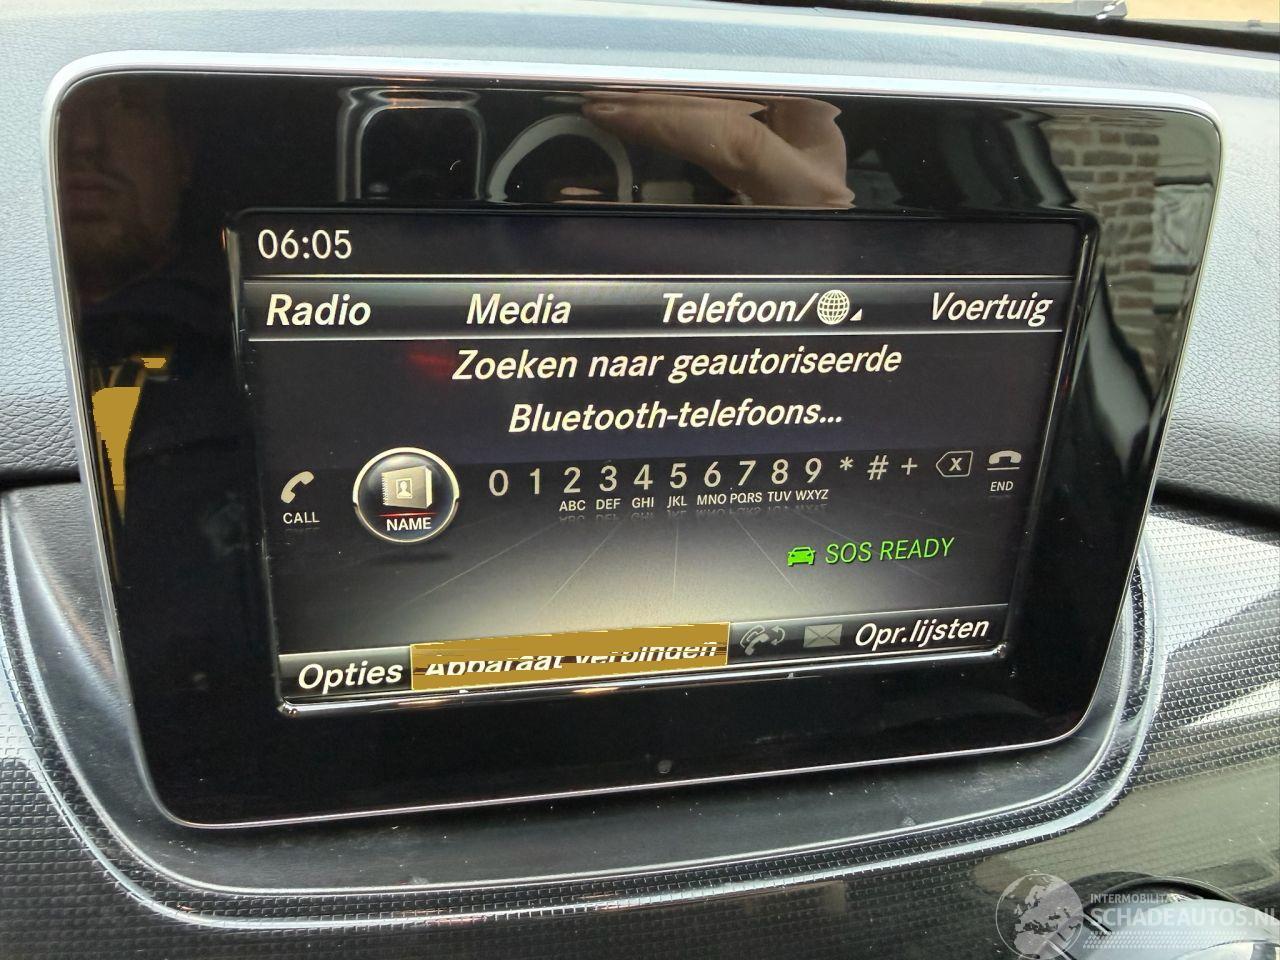 06:05
Radio Media Telefoon/ Voertuig
Zoeken naar geautoriseerde
Bluetooth-telefoons...
0 1 2 3 4 5 6 7 8 9 * # + X
ABC DEF GHI JKL MNO PQRS TUV WXYZ
CALL NAME END
SOS READY
Opties Apparaat verbinden Opr.lijsten
SCHADEAUTOS.NL